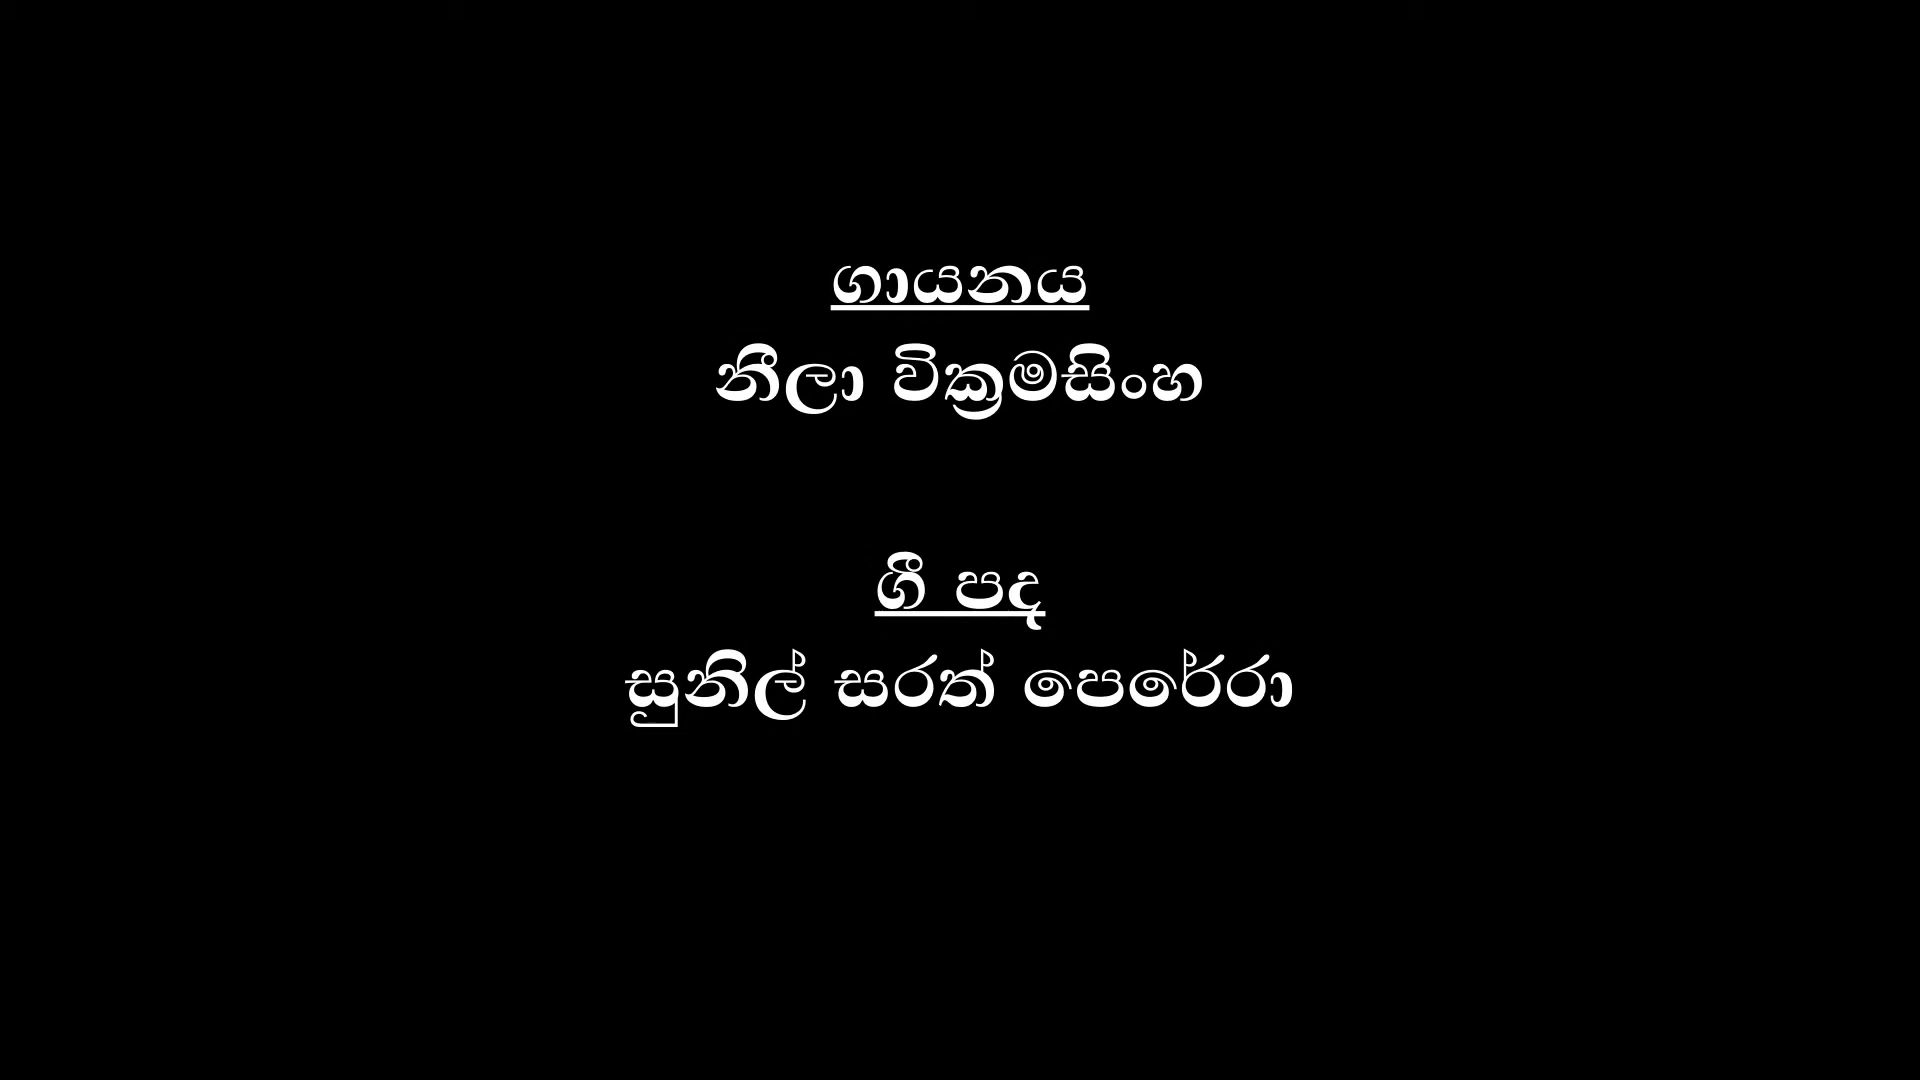 ගායනය
නීලා වික්‍රමසිංහ
ගී පද
සුනිල් සරත් පෙරේරා